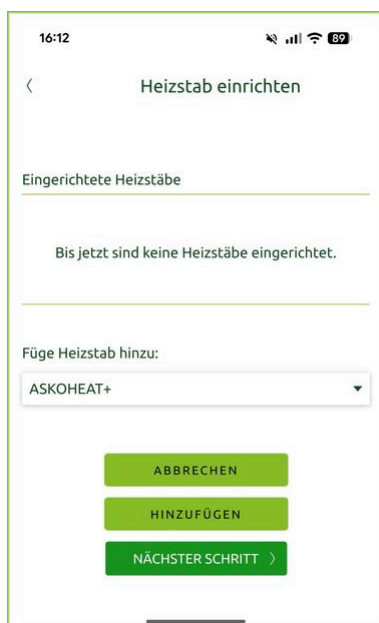 16:12
89
Heizstab einrichten
Eingerichtete Heizstäbe
Bis jetzt sind keine Heizstäbe eingerichtet.
Füge Heizstab hinzu:
ASKOHEAT+
ABBRECHEN
HINZUFÜGEN
NÄCHSTER SCHRITT